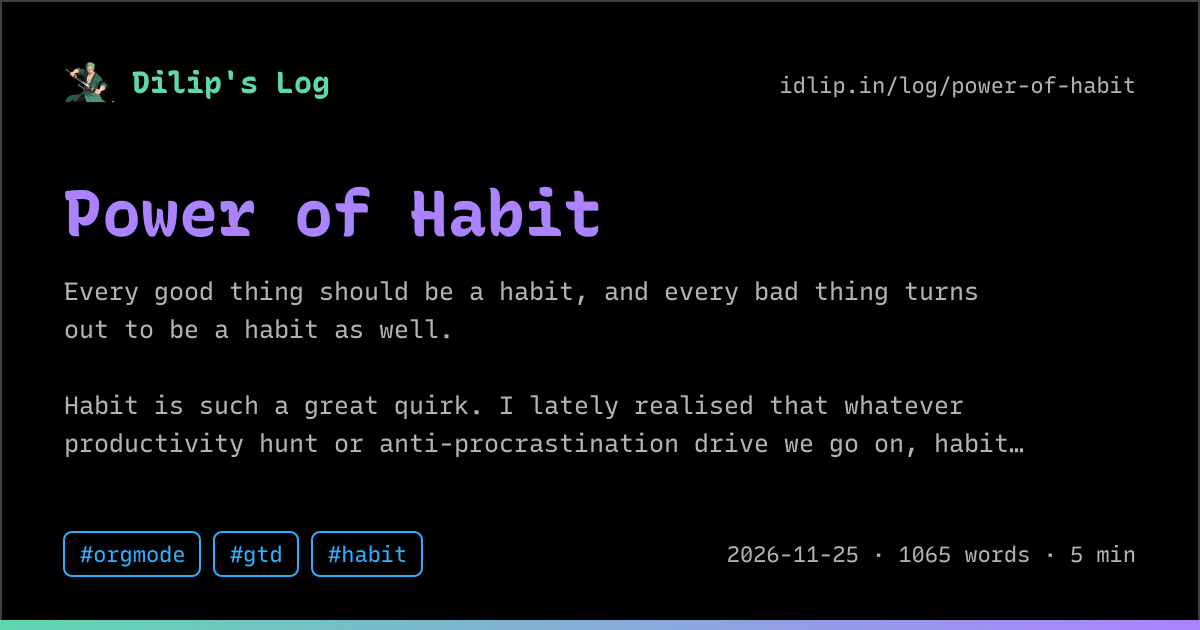 Dilip's Log
idlip.in/log/power-of-habit
Power of Habit
Every good thing should be a habit, and every bad thing turns
out to be a habit as well.
Habit is such a great quirk. I lately realised that whatever
productivity hunt or anti-procrastination drive we go on, habit…
#orgmode #gtd #habit
2026-11-25 · 1065 words · 5 min